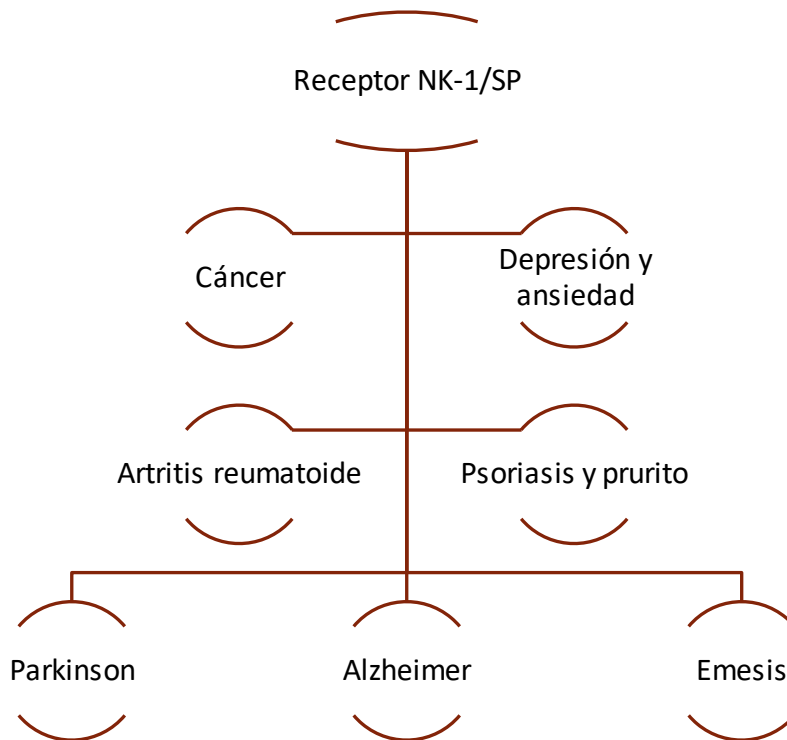 Receptor NK-1/SP
Cáncer
Depresión y
ansiedad
Artritis reumatoide
Psoriasis y prurito
Parkinson
Alzheimer
Emesis